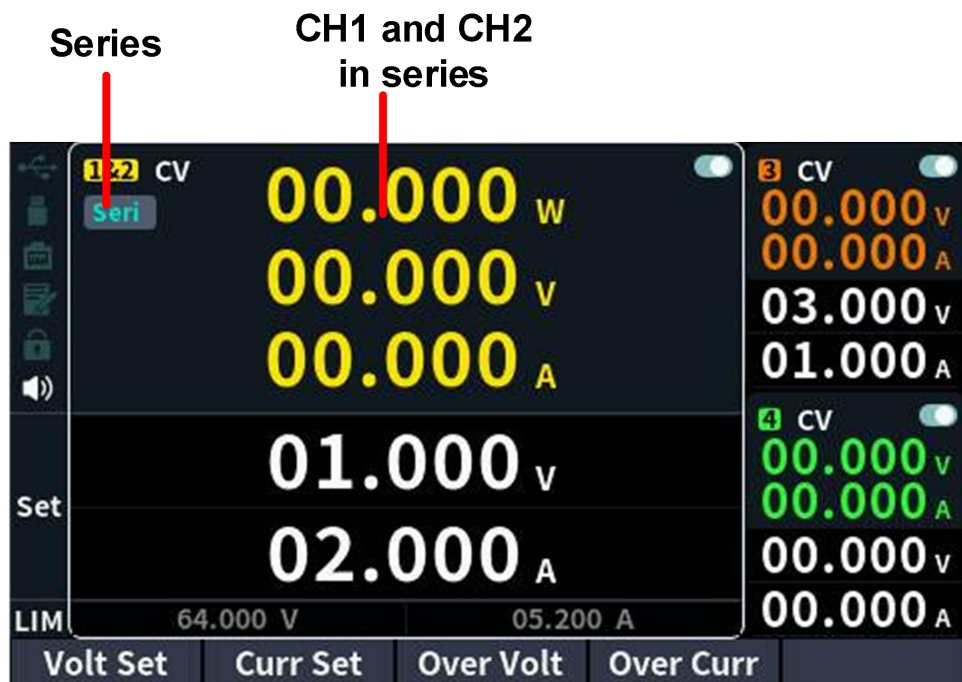 Series
CH1 and CH2
in series
1&2 CV
Seri
00.000 W
00.000 V
00.000 A
Set
01.000 V
02.000 A
LIM
64.000 V
05.200 A
3 CV
00.000 V
00.000 A
03.000 V
01.000 A
4 CV
00.000 V
00.000 A
00.000 V
00.000 A
Volt Set
Curr Set
Over Volt
Over Curr